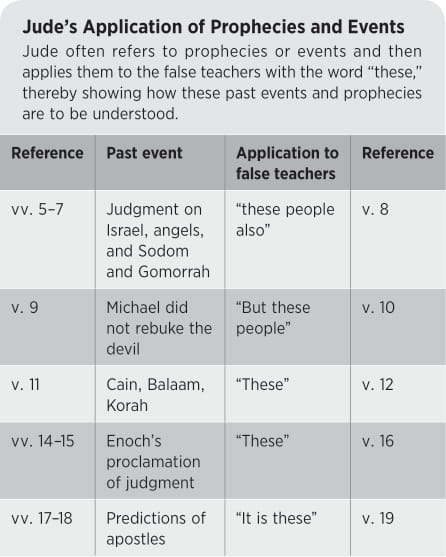 Jude’s Application of Prophecies and Events
Jude often refers to prophecies or events and then
applies them to the false teachers with the word “these,”
thereby showing how these past events and prophecies
are to be understood.
Reference Past event Application to Reference
false teachers
vv. 5–7 Judgment on “these people v. 8
Israel, angels, also”
and Sodom
and Gomorrah
v. 9 Michael did “But these v. 10
not rebuke the people”
devil
v. 11 Cain, Balaam, “These” v. 12
Korah
vv. 14–15 Enoch’s “These” v. 16
proclamation
of judgment
vv. 17–18 Predictions of “It is these” v. 19
apostles